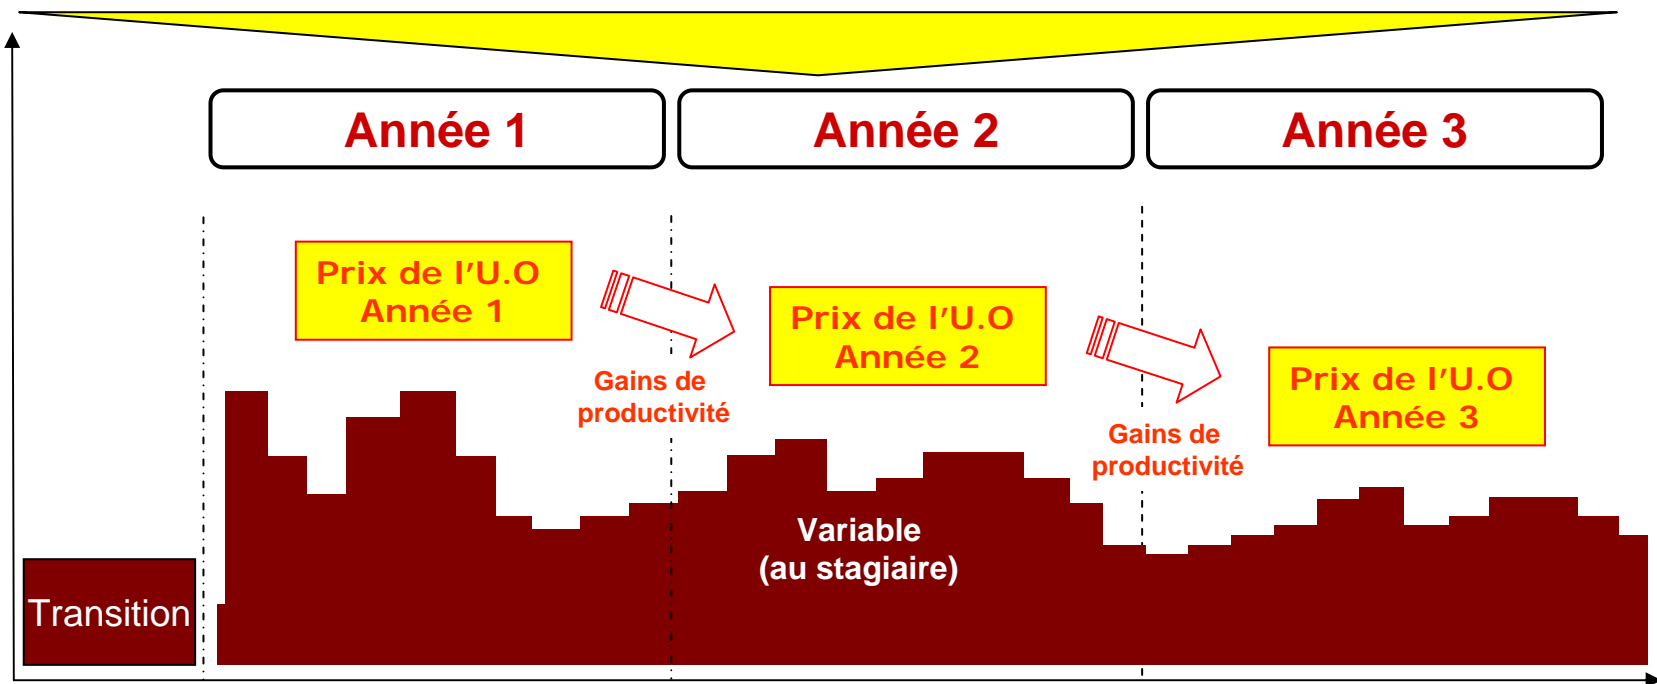 Année 1
Année 2
Année 3
Prix de l'U.O
Année 1
Gains de
productivité
Prix de l'U.O
Année 2
Gains de
productivité
Prix de l'U.O
Année 3
Variable
(au stagiaire)
Transition